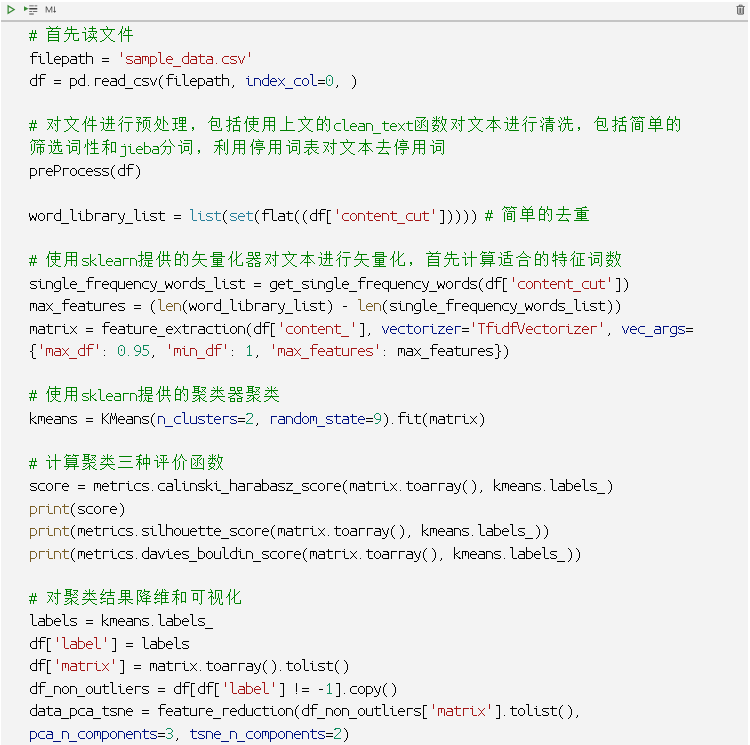 M↓
# 首先读文件
filepath = 'sample_data.csv'
df = pd.read_csv(filepath, index_col=0, )
# 对文件进行预处理，包括使用上文的clean_text函数对文本进行清洗，包括简单的
筛选词性和jieba分词，利用停用词表对文本去停用词
preProcess(df)
word_library_list = list(set(flat((df['content_cut'])))) # 简单的去重
# 使用sklearn提供的矢量化器对文本进行矢量化，首先计算适合的特征词数
single_frequency_words_list = get_single_frequency_words(df['content_cut'])
max_features = (len(word_library_list) - len(single_frequency_words_list))
matrix = feature_extraction(df['content_'], vectorizer='TfidfVectorizer', vec_args=
{'max_df': 0.95, 'min_df': 1, 'max_features': max_features})
# 使用sklearn提供的聚类器聚类
kmeans = KMeans(n_clusters=2, random_state=9).fit(matrix)
# 计算聚类三种评价函数
score = metrics.calinski_harabasz_score(matrix.toarray(), kmeans.labels_)
print(score)
print(metrics.silhouette_score(matrix.toarray(), kmeans.labels_))
print(metrics.davies_bouldin_score(matrix.toarray(), kmeans.labels_))
# 对聚类结果降维和可视化
labels = kmeans.labels_
df['label'] = labels
df['matrix'] = matrix.toarray().tolist()
df_non_outliers = df[df['label'] != -1].copy()
data_pca_tsne = feature_reduction(df_non_outliers['matrix'].tolist(),
pca_n_components=3, tsne_n_components=2)